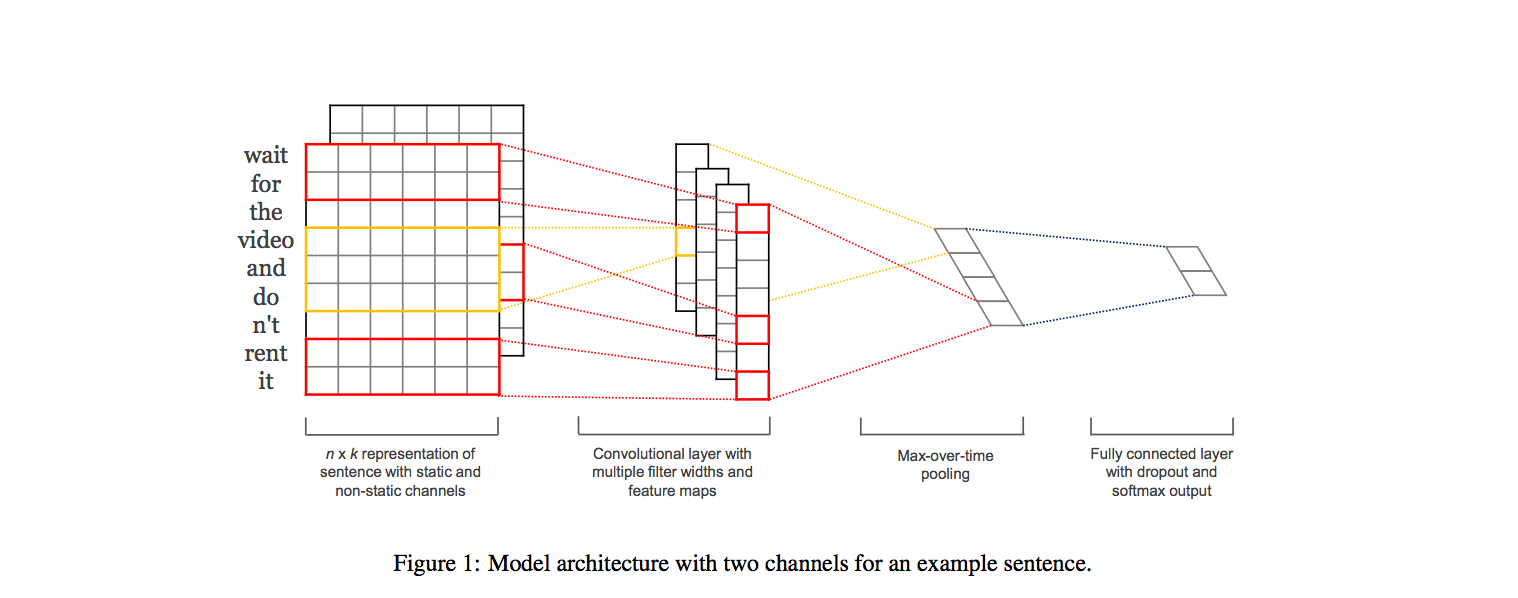 wait
for
the
video
and
do
n't
rent
it
n x k representation of
sentence with static and
non-static channels
Convolutional layer with
multiple filter widths and
feature maps
Max-over-time
pooling
Fully connected layer
with dropout and
softmax output
Figure 1: Model architecture with two channels for an example sentence.